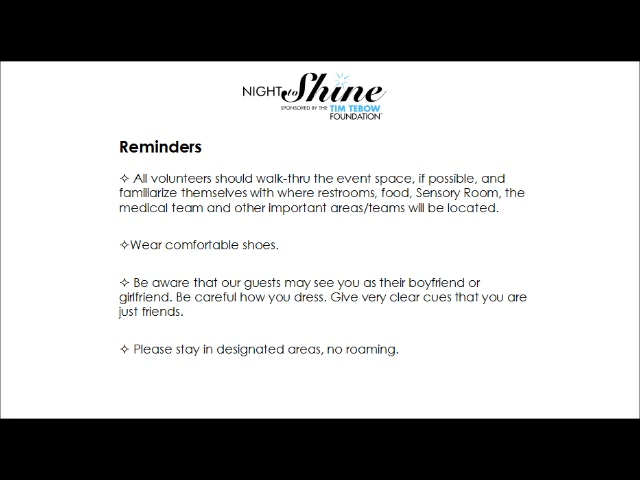 NIGHT to Shine
SPONSORED BY THE TIM TEBOW
FOUNDATION
Reminders
✧ All volunteers should walk-thru the event space, if possible, and
familiarize themselves with where restrooms, food, Sensory Room, the
medical team and other important areas/teams will be located.
✧Wear comfortable shoes.
✧ Be aware that our guests may see you as their boyfriend or
girlfriend. Be careful how you dress. Give very clear cues that you are
just friends.
✧ Please stay in designated areas, no roaming.